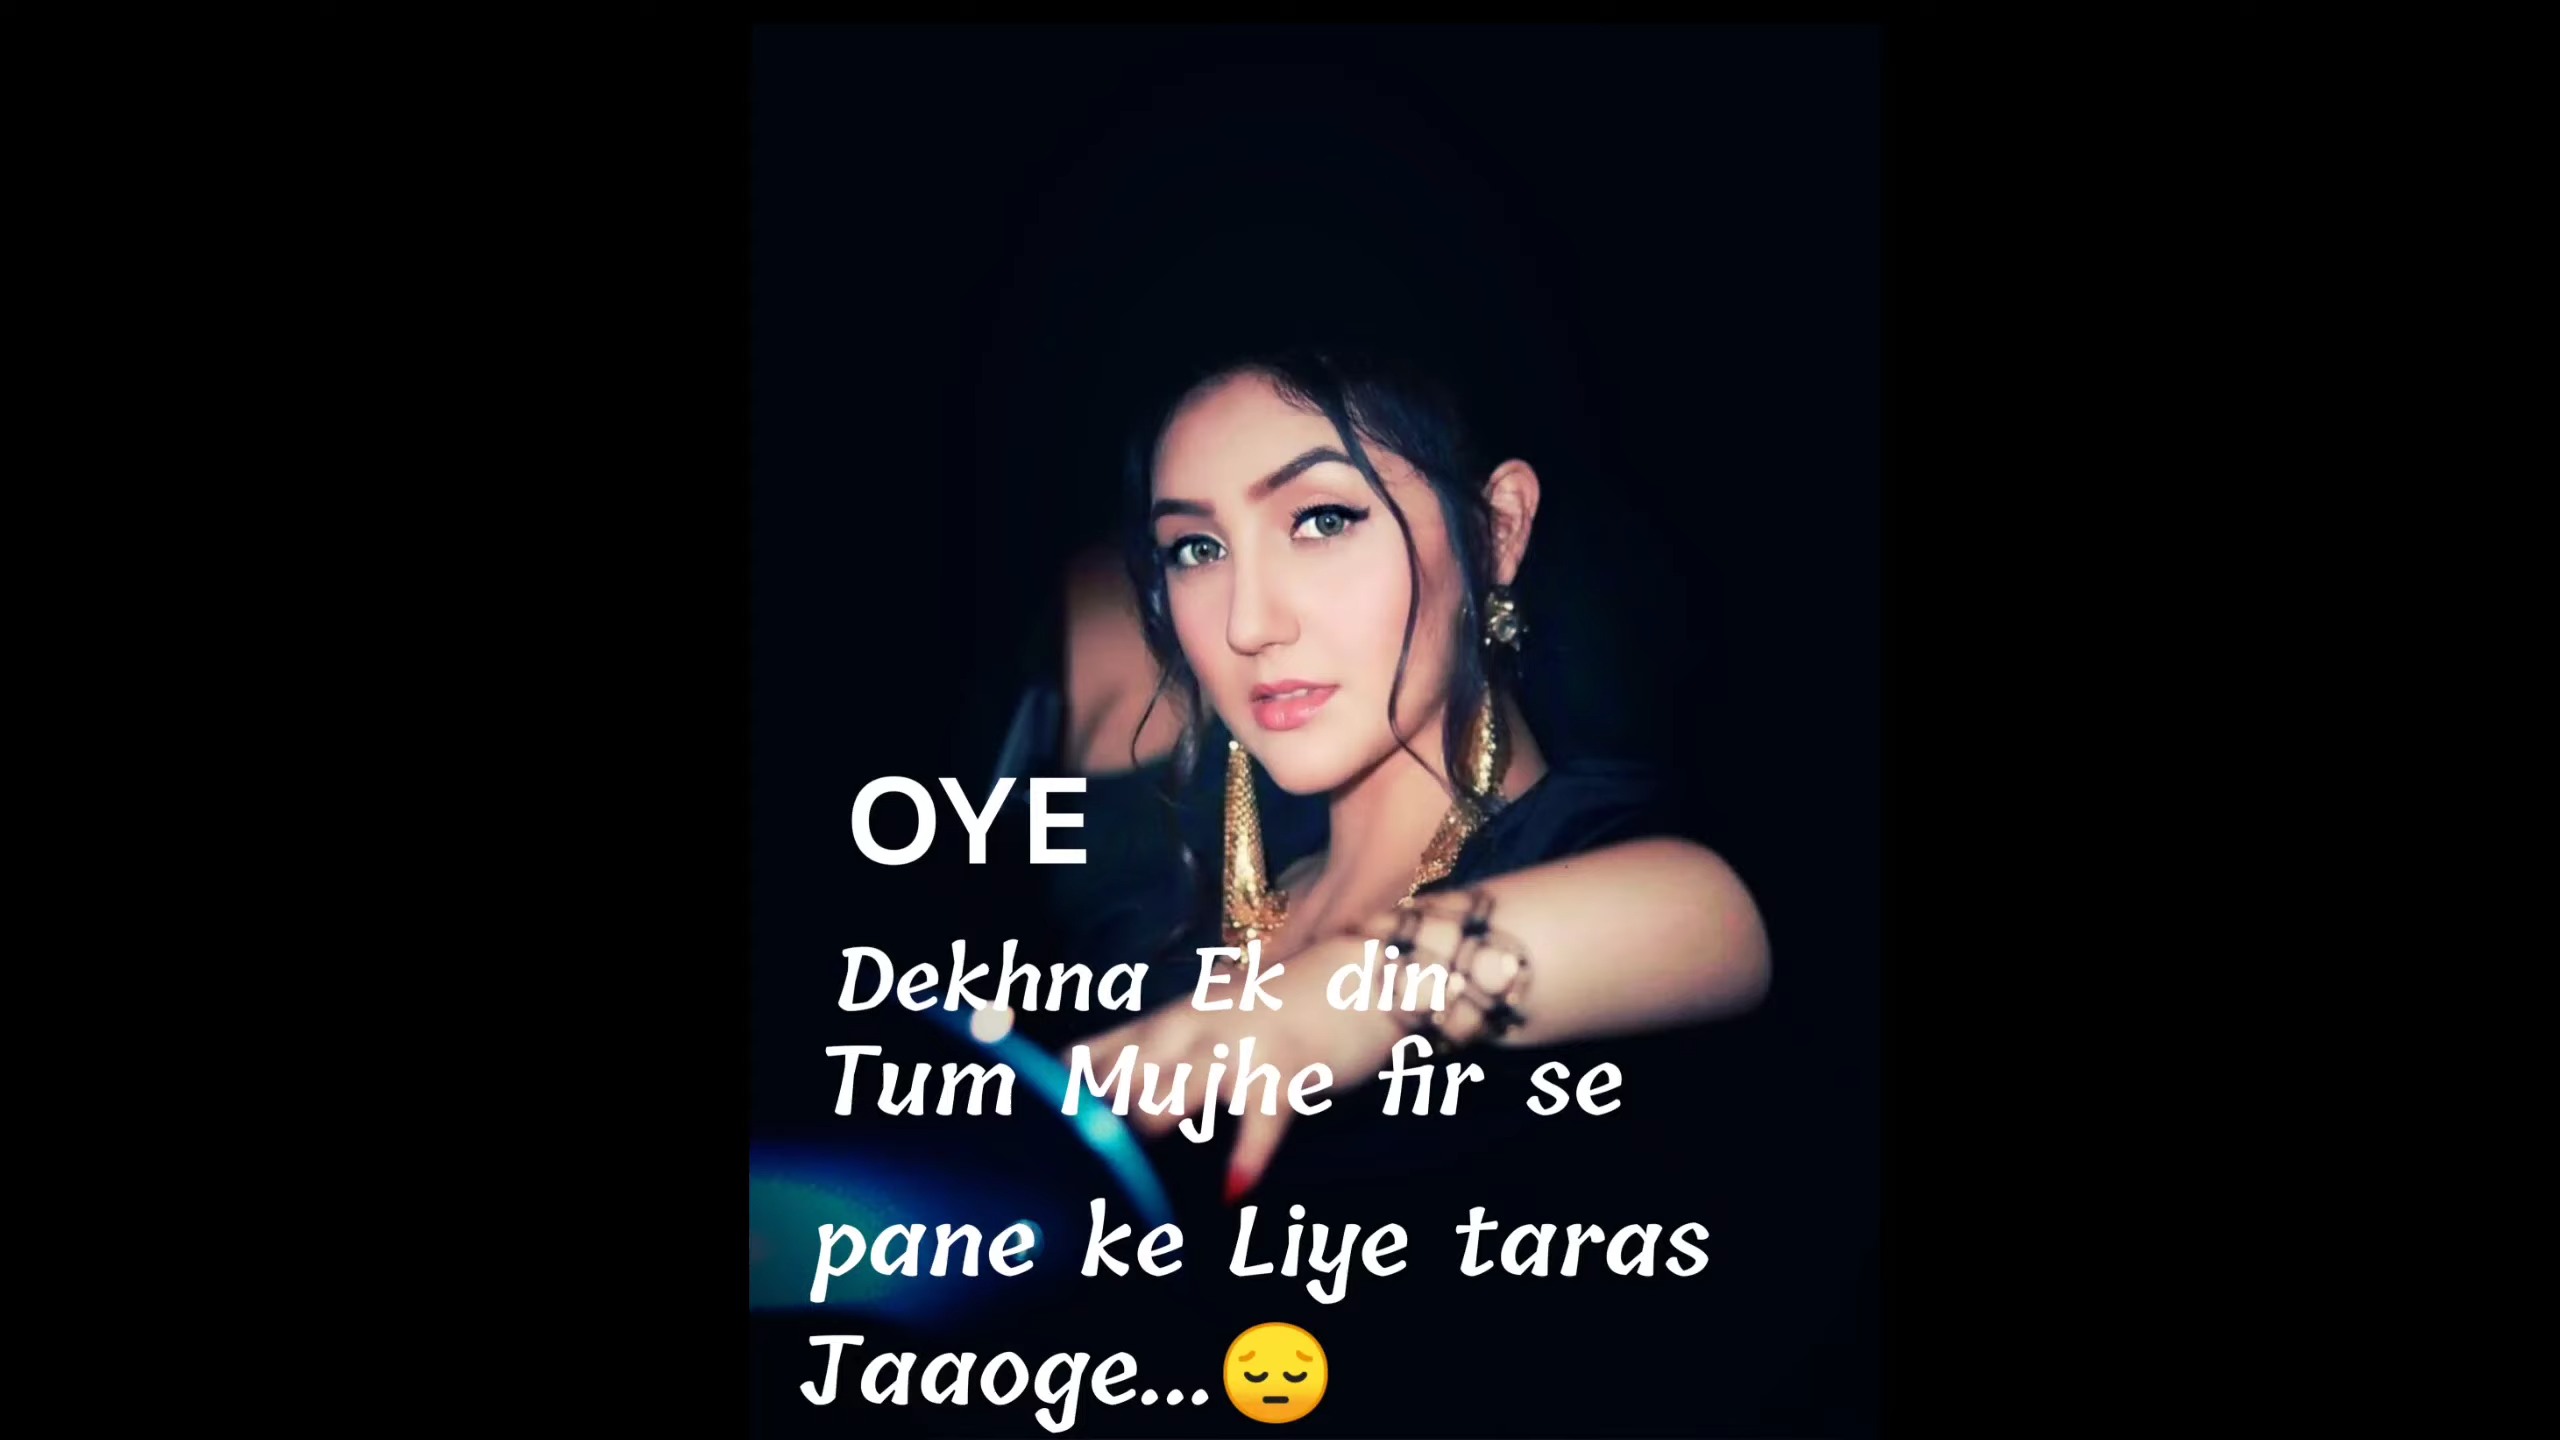 OYE
Dekhna Ek din
Tum Mujhe fir se
pane ke Liye taras
Jaaoge...😔